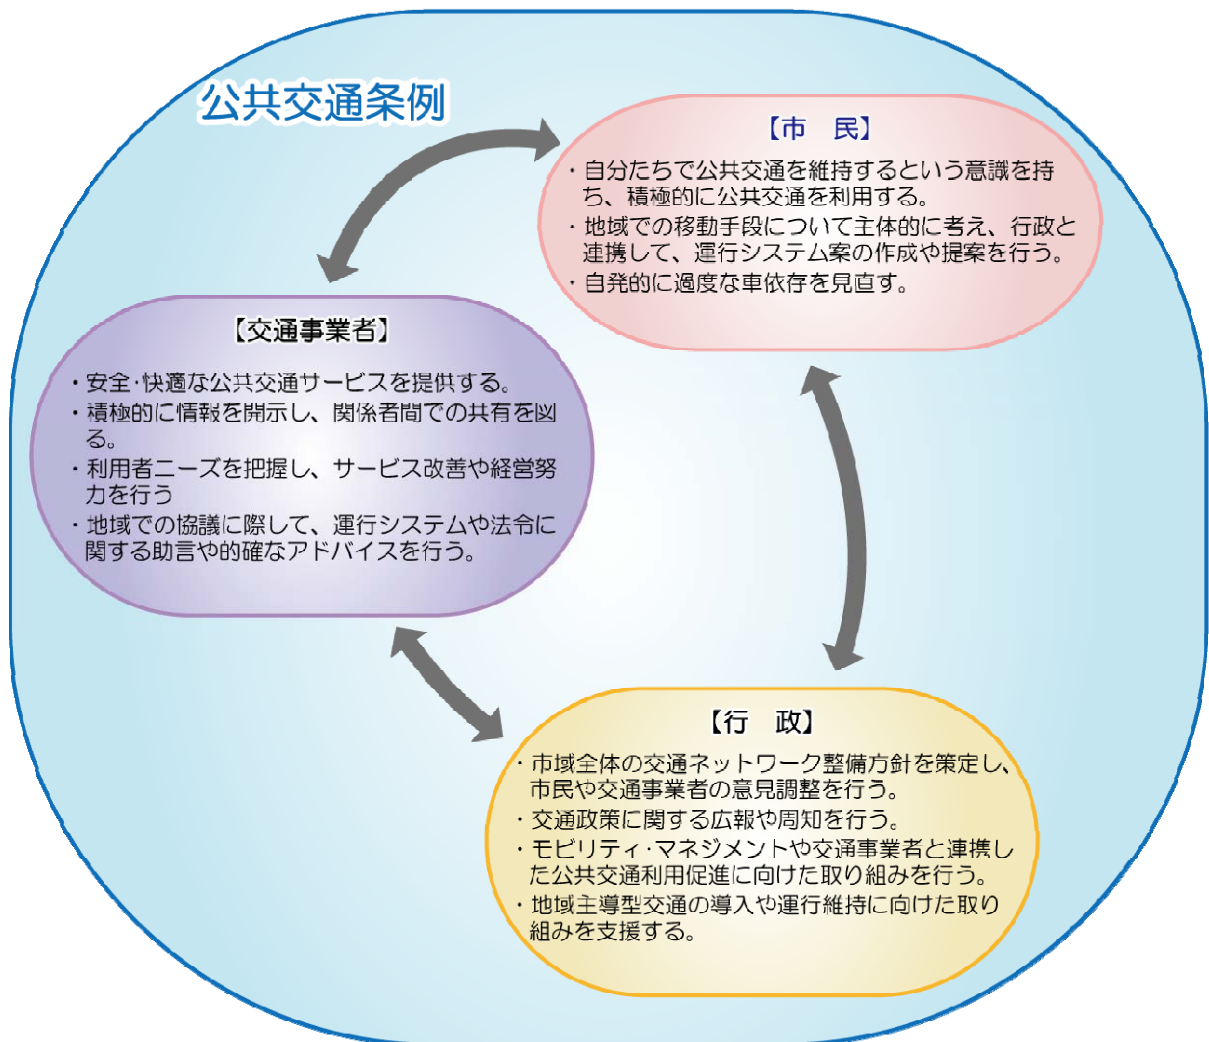 公共交通条例
【市　民】
・自分たちで公共交通を維持するという意識を持
ち、積極的に公共交通を利用する。
・地域での移動手段について主体的に考え、行政と
連携して、運行システム案の作成や提案を行う。
・自発的に過度な車依存を見直す。
【交通事業者】
・安全・快適な公共交通サービスを提供する。
・積極的に情報を開示し、関係者間での共有を図
る。
・利用者ニーズを把握し、サービス改善や経営努
力を行う
・地域での協議に際して、運行システムや法令に
関する助言や的確なアドバイスを行う。
【行　政】
・市域全体の交通ネットワーク整備方針を策定し、
市民や交通事業者の意見調整を行う。
・交通政策に関する広報や周知を行う。
・モビリティ・マネジメントや交通事業者と連携し
た公共交通利用促進に向けた取り組みを行う。
・地域主導型交通の導入や運行維持に向けた取り
組みを支援する。